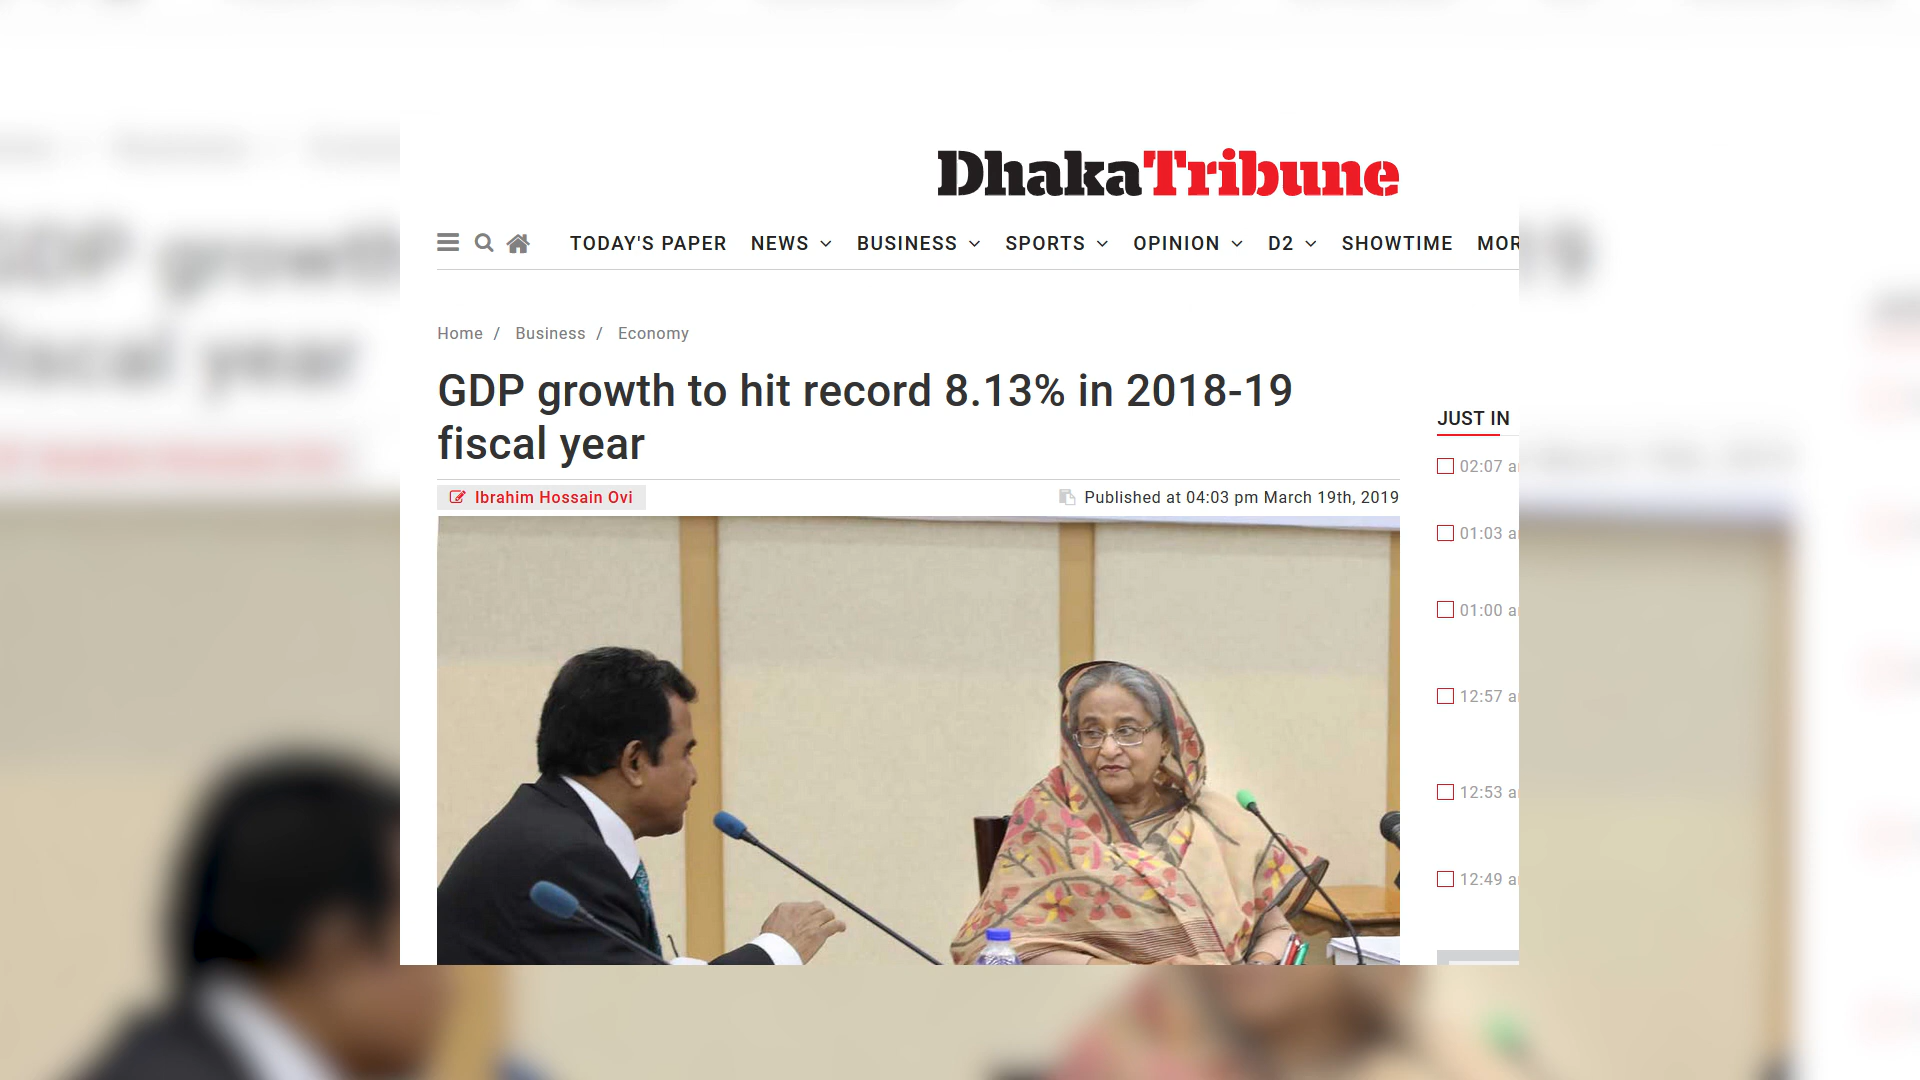 DhakaTribune
TODAY'S PAPER NEWS BUSINESS SPORTS OPINION D2 SHOWTIME MOR
Home / Business / Economy
GDP growth to hit record 8.13% in 2018-19
fiscal year
Ibrahim Hossain Ovi
Published at 04:03 pm March 19th, 2019
JUST IN
02:07 a
01:03 a
01:00 a
12:57 a
12:53 a
12:49 a